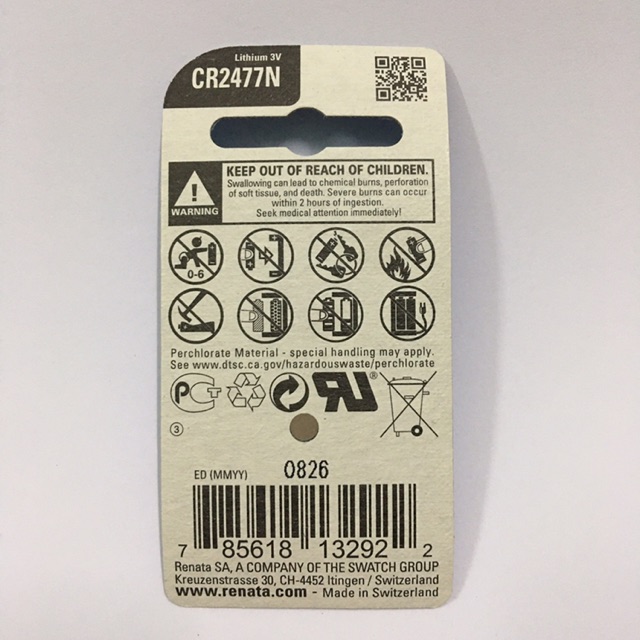 Lithium 3V
CR2477N
KEEP OUT OF REACH OF CHILDREN.
WARNING
Swallowing can lead to chemical burns, perforation
of soft tissue, and death. Severe burns can occur
within 2 hours of ingestion.
Seek medical attention immediately!
0-6
Perchlorate Material - special handling may apply.
See www.dtsc.ca.gov/hazardouswaste/perchlorate
3
ED (MMYY) 0826
7 85618 13292 2
Renata SA, A COMPANY OF THE SWATCH GROUP
Kreuzenstrasse 30, CH-4452 Itingen / Switzerland
www.renata.com - Made in Switzerland